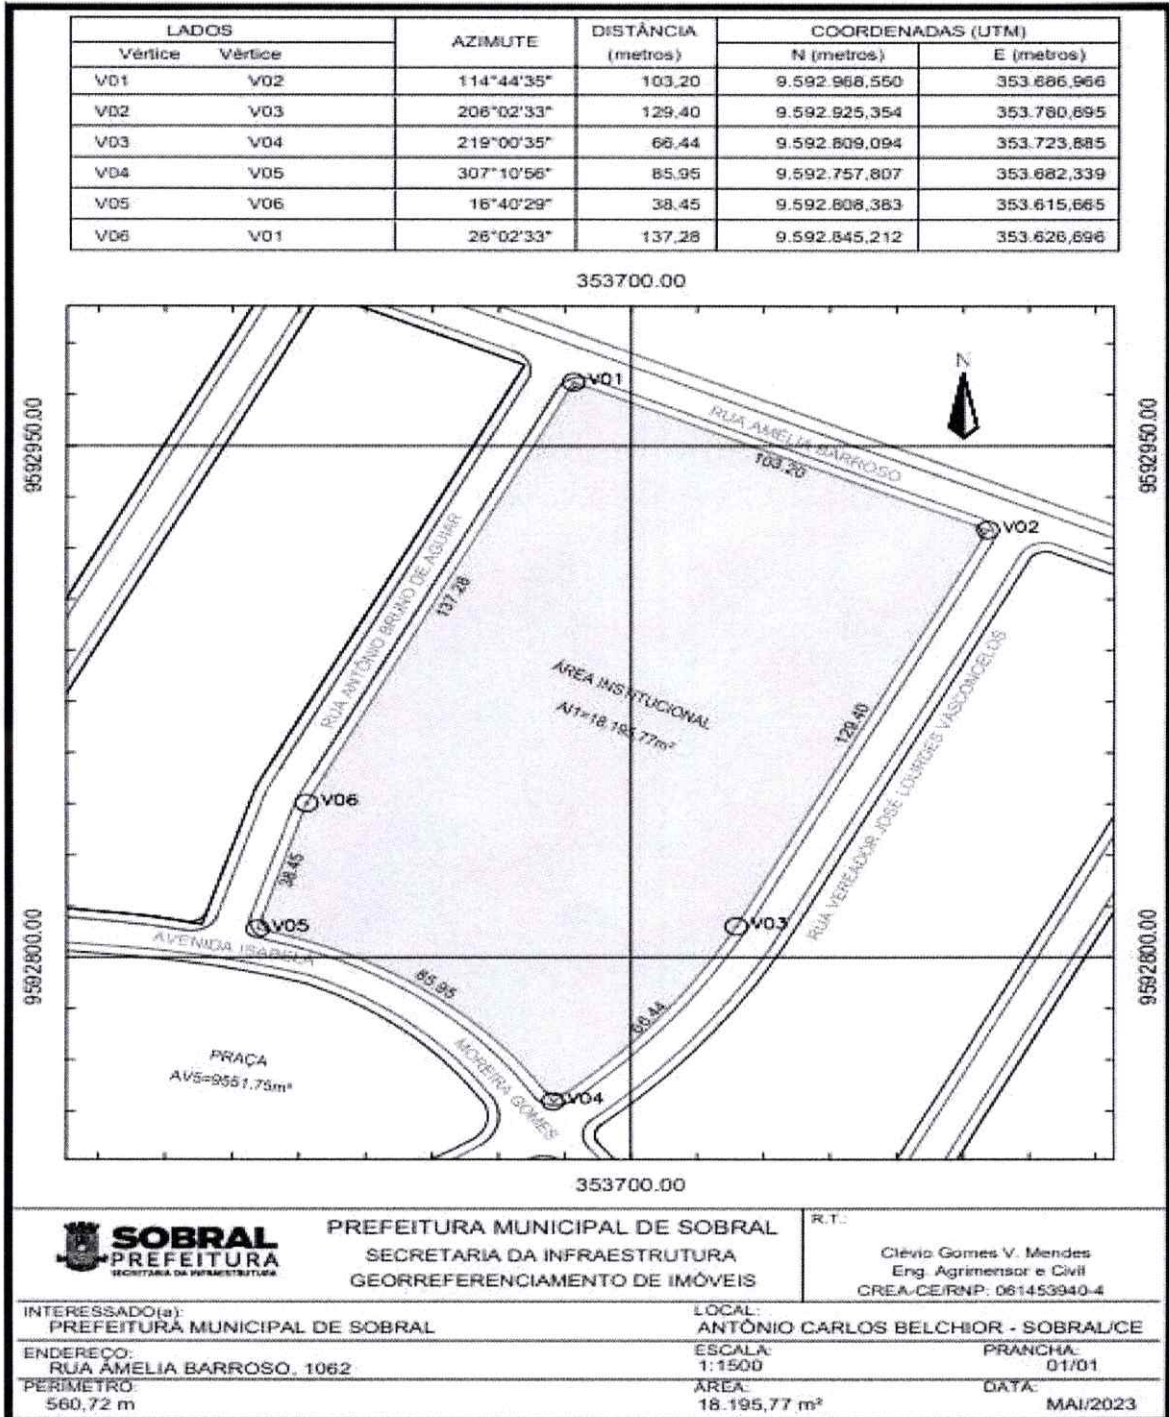 LADOS AZIMUTE DISTÂNCIA COORDENADAS (UTM)
Vértice Vértice (metros) N (metros) E (metros)
V01 V02 114°44'35" 103,20 9.592.968,550 353.686,966
V02 V03 206°02'33" 129,40 9.592.925,354 353.780,695
V03 V04 219°00'35" 66,44 9.592.809,094 353.723,885
V04 V05 307°10'56" 85,95 9.592.757,807 353.682,339
V05 V06 16°40'29" 38,45 9.592.808,383 353.615,665
V06 V01 26°02'33" 137,28 9.592.845,212 353.626,696
353700.00
V01
N
9592950.00
9592950.00
RUA AMÉLIA BARROSO
103.20
V02
RUA ANTÔNIO BRUNO DE AGUIAR
137.28
ÁREA INSTITUCIONAL
AI1=18.195,77m²
129.40
RUA VEREADOR JOSÉ LOURDES VASCONCELOS
V06
38.45
V05
V03
9592800.00
9592800.00
AVENIDA ISABELA
85.95
66.44
MOREIRA GOMES
PRAÇA
AV5=9551.75m²
V04
353700.00
SOBRAL
PREFEITURA
SECRETARIA DA INFRAESTRUTURA
PREFEITURA MUNICIPAL DE SOBRAL
SECRETARIA DA INFRAESTRUTURA
GEORREFERENCIAMENTO DE IMÓVEIS
R.T.:
Clévio Gomes V. Mendes
Eng. Agrimensor e Civil
CREA-CE/RNP: 061453940-4
INTERESSADO(a):
PREFEITURA MUNICIPAL DE SOBRAL
LOCAL:
ANTÔNIO CARLOS BELCHIOR - SOBRAL/CE
ENDEREÇO:
RUA AMELIA BARROSO, 1062
ESCALA:
1:1500
PRANCHA:
01/01
PERÍMETRO:
560,72 m
ÁREA:
18.195,77 m²
DATA:
MAI/2023